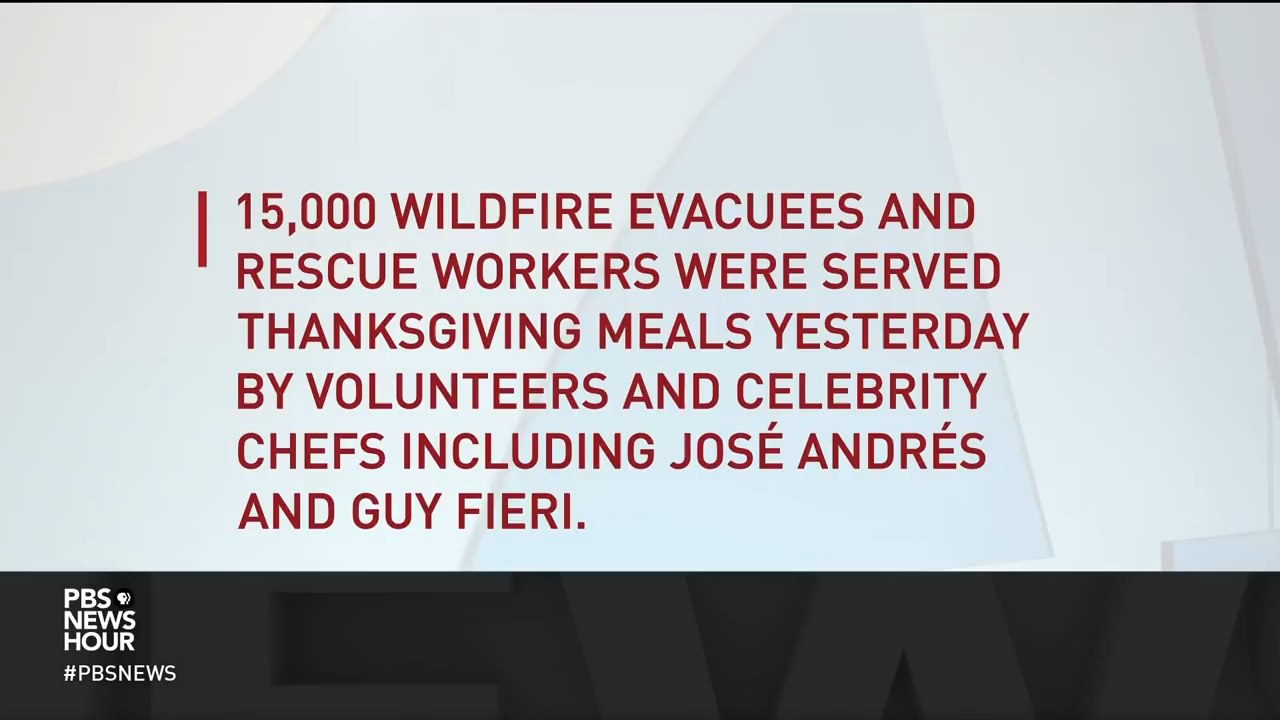 15,000 WILDFIRE EVACUEES AND
RESCUE WORKERS WERE SERVED
THANKSGIVING MEALS YESTERDAY
BY VOLUNTEERS AND CELEBRITY
CHEFS INCLUDING JOSÉ ANDRÉS
AND GUY FIERI.
PBS
NEWS
HOUR
#PBSNEWS